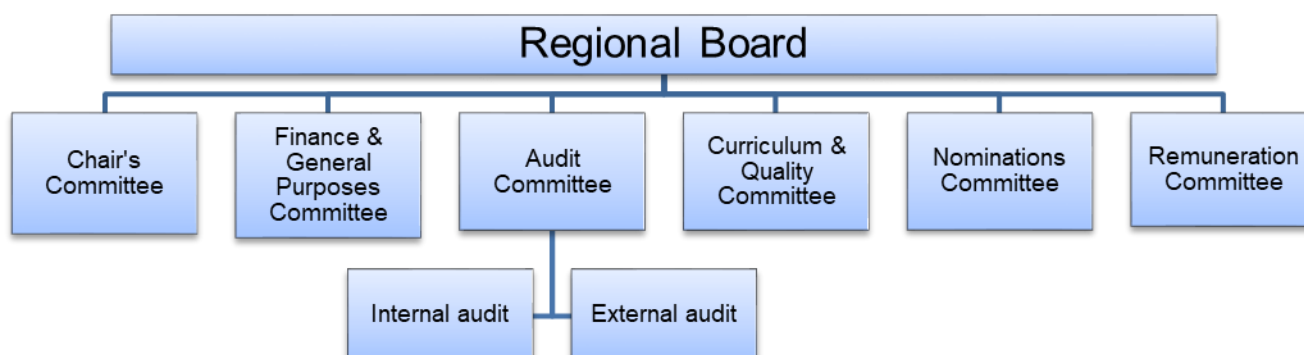 Regional Board
Chair's
Committee
Finance &
General
Purposes
Committee
Audit
Committee
Curriculum &
Quality
Committee
Nominations
Committee
Remuneration
Committee
Internal audit
External audit